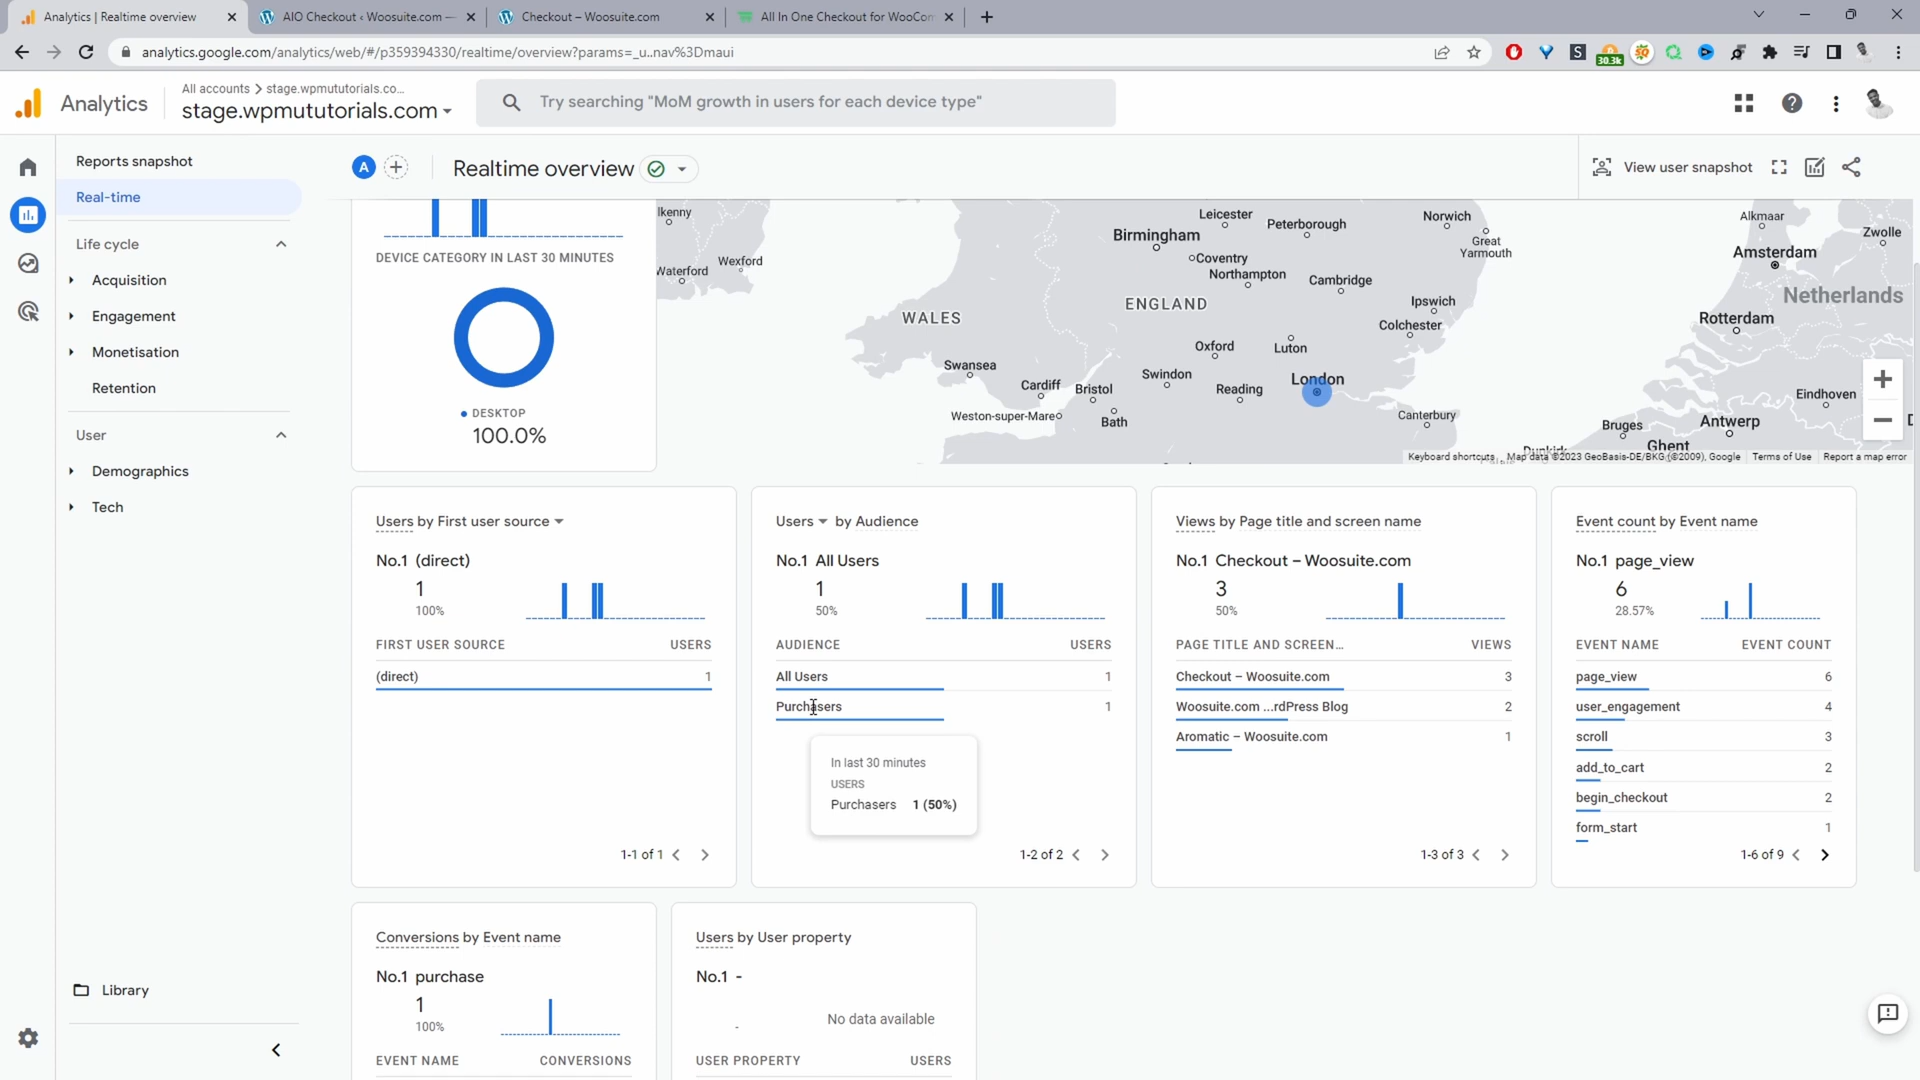 Analytics | Realtime overview
AIO Checkout ‹ Woosuite.com —
Checkout – Woosuite.com
All In One Checkout for WooCom
analytics.google.com/analytics/web/#/p359394330/realtime/overview?params=_u..nav%3Dmaui
30.3k
Analytics
All accounts > stage.wpmututorials.co...
stage.wpmututorials.com
Try searching "MoM growth in users for each device type"
Reports snapshot
Real-time
Life cycle
Acquisition
Engagement
Monetisation
Retention
User
Demographics
Tech
Library
A
Realtime overview
View user snapshot
DEVICE CATEGORY IN LAST 30 MINUTES
DESKTOP
100.0%
lkenny
Waterford
Wexford
WALES
Swansea
Cardiff
Weston-super-Mare
Bristol
Bath
Birmingham
Leicester
Peterborough
Coventry
Northampton
Cambridge
ENGLAND
Norwich
Great
Yarmouth
Ipswich
Colchester
Oxford
Luton
Swindon
Reading
London
Canterbury
Alkmaar
Zwolle
Amsterdam
Netherlands
Rotterdam
Eindhoven
Bruges
Antwerp
Ghent
Keyboard shortcuts
Map data ©2023 GeoBasis-DE/BKG (©2009), Google
Terms of Use
Report a map error
Users by First user source
No.1 (direct)
1
100%
FIRST USER SOURCE USERS
(direct) 1
1-1 of 1
Users by Audience
No.1 All Users
1
50%
AUDIENCE USERS
All Users 1
Purchasers 1
In last 30 minutes
USERS
Purchasers 1 (50%)
1-2 of 2
Views by Page title and screen name
No.1 Checkout – Woosuite.com
3
50%
PAGE TITLE AND SCREEN... VIEWS
Checkout – Woosuite.com 3
Woosuite.com ...rdPress Blog 2
Aromatic – Woosuite.com 1
1-3 of 3
Event count by Event name
No.1 page_view
6
28.57%
EVENT NAME EVENT COUNT
page_view 6
user_engagement 4
scroll 3
add_to_cart 2
begin_checkout 2
form_start 1
1-6 of 9
Conversions by Event name
No.1 purchase
1
100%
EVENT NAME CONVERSIONS
Users by User property
No.1 -
-
No data available
USER PROPERTY USERS